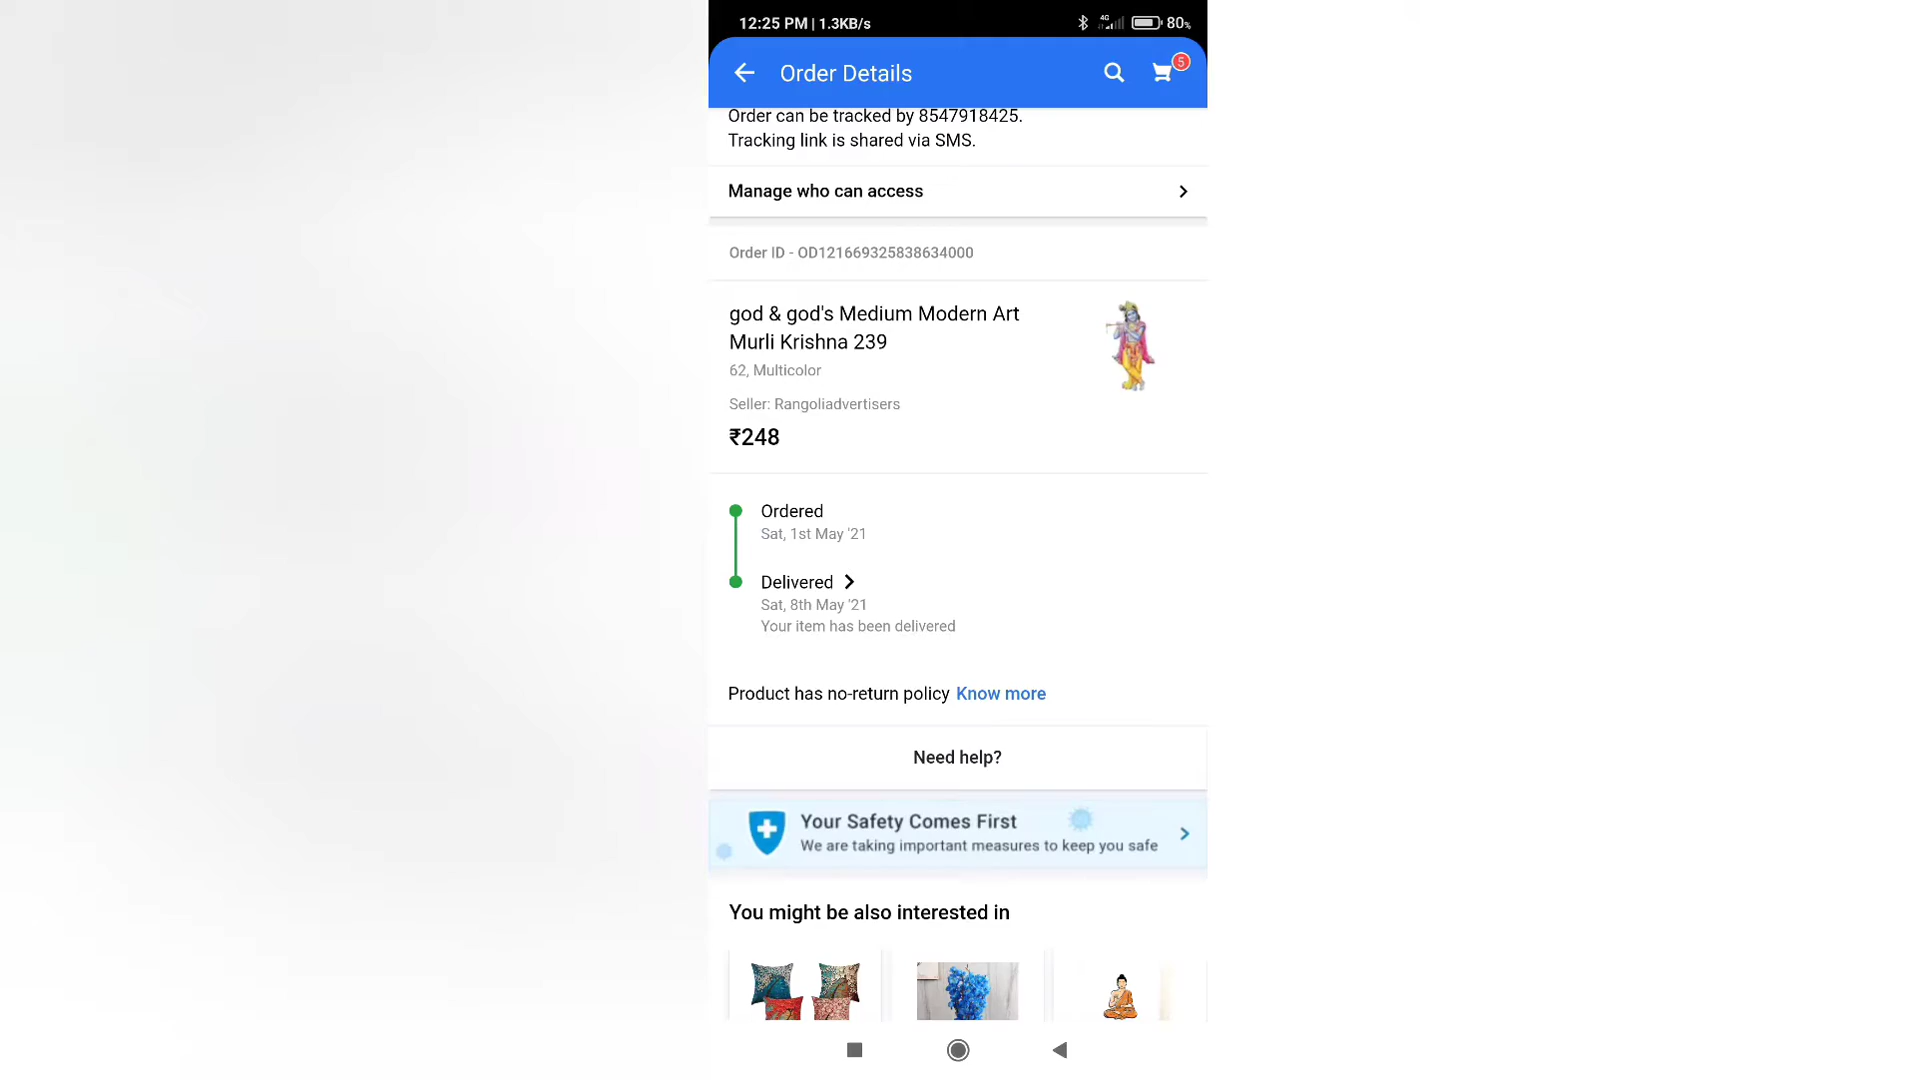 12:25 PM | 1.3KB/s
4G
80%
Order Details
5
Order can be tracked by 8547918425.
Tracking link is shared via SMS.
Manage who can access
Order ID - OD121669325838634000
god & god's Medium Modern Art
Murli Krishna 239
62, Multicolor
Seller: Rangoliadvertisers
₹248
Ordered
Sat, 1st May '21
Delivered
Sat, 8th May '21
Your item has been delivered
Product has no-return policy Know more
Need help?
Your Safety Comes First
We are taking important measures to keep you safe
You might be also interested in